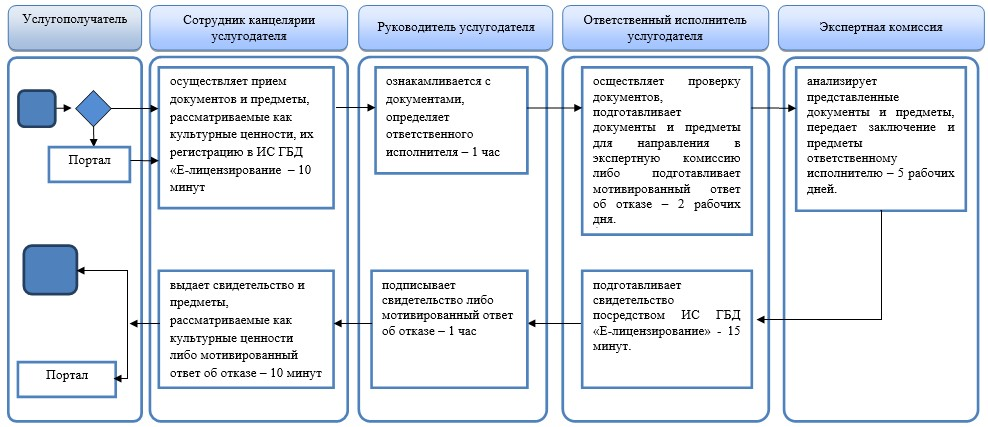 Услугополучатель
Сотрудник канцелярии
услугодателя
Руководитель услугодателя
Ответственный исполнитель
услугодателя
Экспертная комиссия
Портал
осуществляет прием
документов и предметы,
рассматриваемые как
культурные ценности, их
регистрацию в ИС ГБД
«Е-лицензирование – 10
минут
ознакамливается с
документами,
определяет
ответственного
исполнителя – 1 час
осществляет проверку
документов,
подготавливает
документы и предметы
для направления в
экспертную комиссию
либо подготавливает
мотивированный ответ
об отказе – 2 рабочих
дня.
анализирует
представленные
документы и предметы,
передает заключение и
предметы
ответственному
исполнителю – 5 рабочих
дней.
Портал
выдает свидетельство и
предметы,
рассматриваемые как
культурные ценности
либо мотивированный
ответ об отказе – 10 минут
подписывает
свидетельство либо
мотивированный ответ
об отказе – 1 час
подготавливает
свидетельство
посредством ИС ГБД
«Е-лицензирование» - 15
минут.